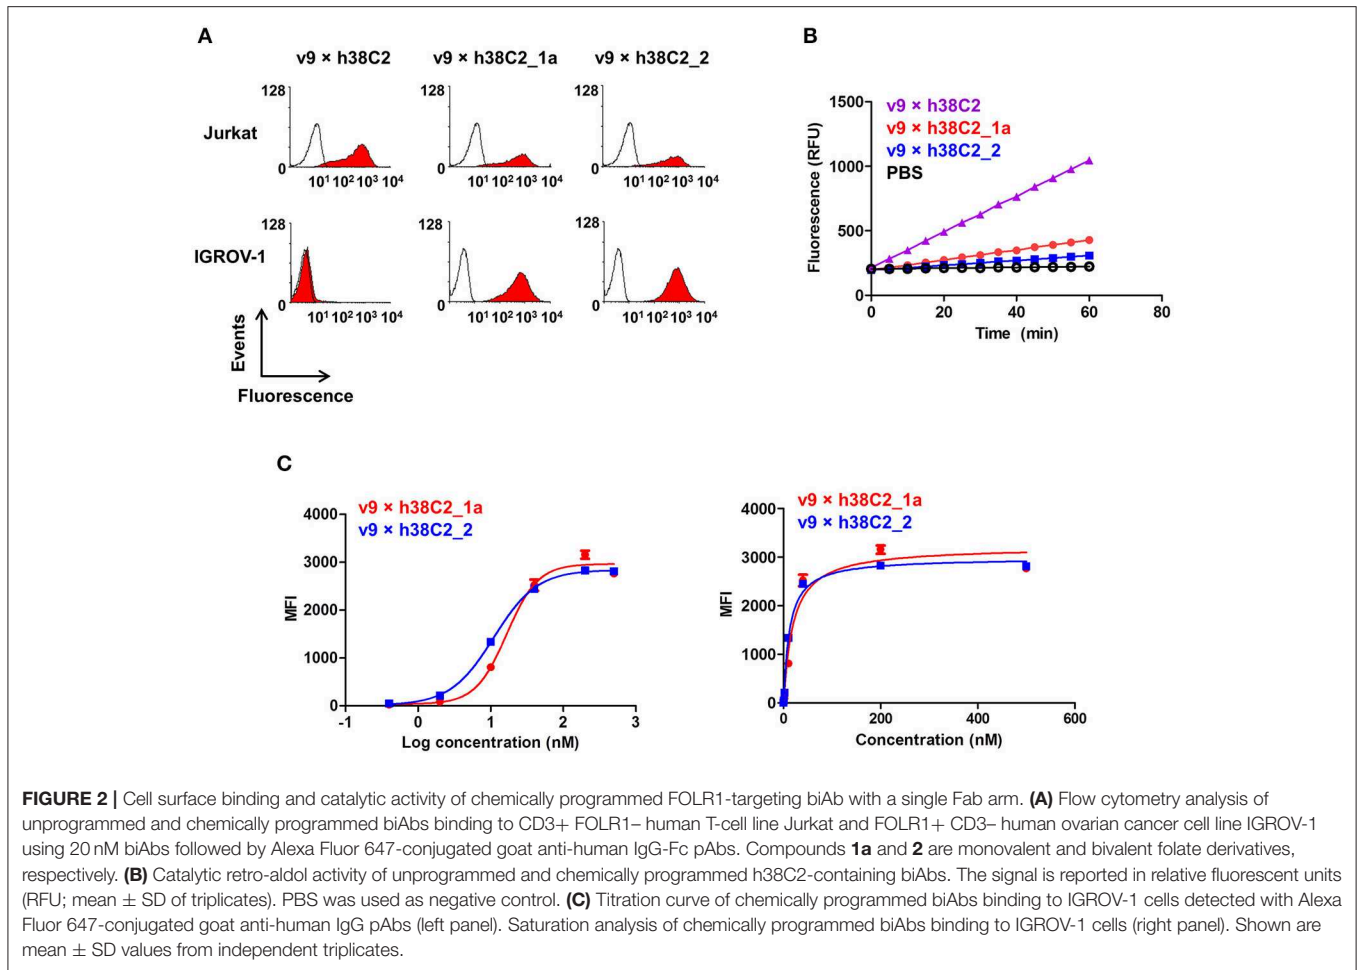 A
v9 × h38C2
v9 × h38C2_1a
v9 × h38C2_2
Jurkat
128
0
10¹ 10² 10³ 10⁴
128
0
10¹ 10² 10³ 10⁴
128
0
10¹ 10² 10³ 10⁴
IGROV-1
128
0
10¹ 10² 10³ 10⁴
128
0
10¹ 10² 10³ 10⁴
128
0
10¹ 10² 10³ 10⁴
Events
Fluorescence
B
v9 × h38C2
v9 × h38C2_1a
v9 × h38C2_2
PBS
Fluorescence (RFU)
1500
1000
500
0
0 20 40 60 80
Time (min)
C
v9 × h38C2_1a
v9 × h38C2_2
MFI
4000
3000
2000
1000
0
-1 0 1 2 3
Log concentration (nM)
v9 × h38C2_1a
v9 × h38C2_2
MFI
4000
3000
2000
1000
0
0 200 400 600
Concentration (nM)
FIGURE 2 | Cell surface binding and catalytic activity of chemically programmed FOLR1-targeting biAb with a single Fab arm. (A) Flow cytometry analysis of
unprogrammed and chemically programmed biAbs binding to CD3+ FOLR1– human T-cell line Jurkat and FOLR1+ CD3– human ovarian cancer cell line IGROV-1
using 20 nM biAbs followed by Alexa Fluor 647-conjugated goat anti-human IgG-Fc pAbs. Compounds 1a and 2 are monovalent and bivalent folate derivatives,
respectively. (B) Catalytic retro-aldol activity of unprogrammed and chemically programmed h38C2-containing biAbs. The signal is reported in relative fluorescent units
(RFU; mean ± SD of triplicates). PBS was used as negative control. (C) Titration curve of chemically programmed biAbs binding to IGROV-1 cells detected with Alexa
Fluor 647-conjugated goat anti-human IgG pAbs (left panel). Saturation analysis of chemically programmed biAbs binding to IGROV-1 cells (right panel). Shown are
mean ± SD values from independent triplicates.